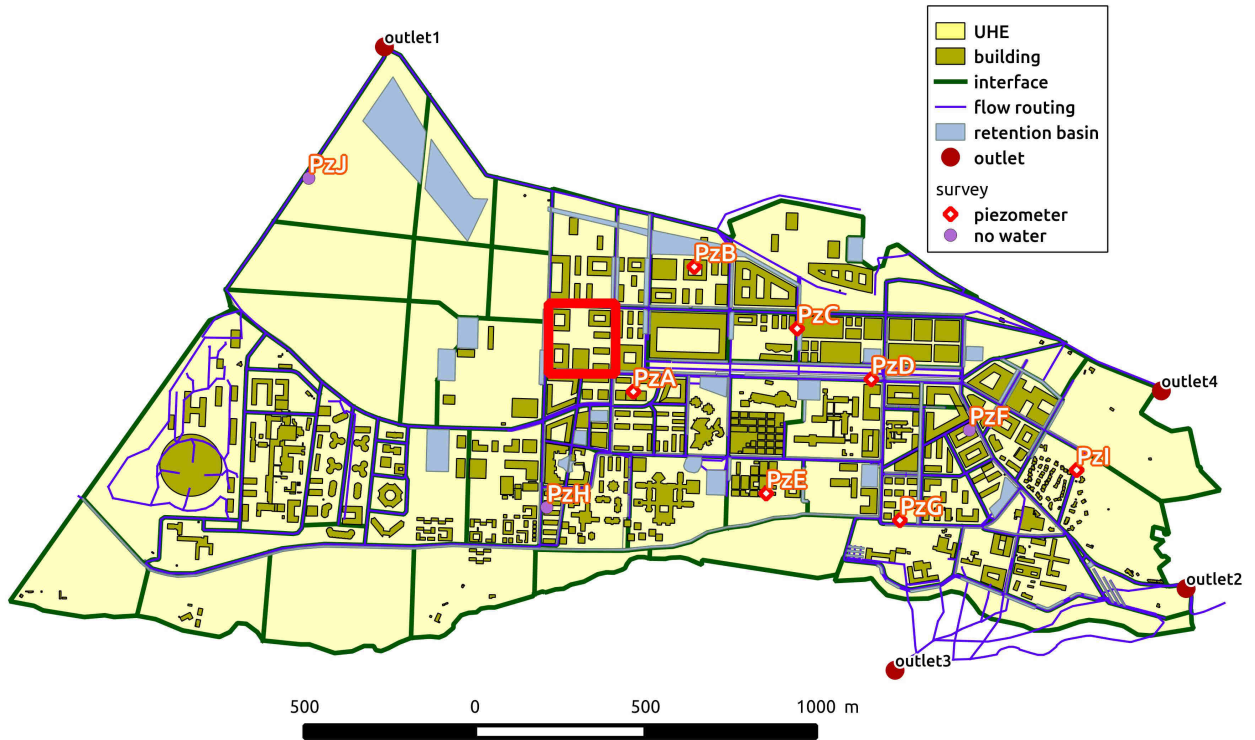 outlet1
UHE
building
interface
flow routing
retention basin
outlet
survey
piezometer
no water
PzJ
PzB
PzC
PzD
PzA
outlet4
PzF
PzI
PzE
PzH
PzG
outlet2
outlet3
500 0 500 1000 m